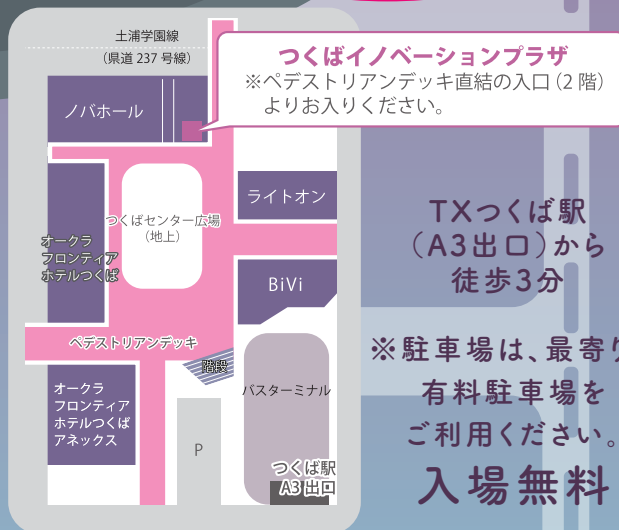 土浦学園線
（県道 237 号線）
つくばイノベーションプラザ
※ペデストリアンデッキ直結の入口（2 階）
よりお入りください。
ノバホール
ライトオン
つくばセンター広場
（地上）
オークラ
フロンティア
ホテルつくば
BiVi
ペデストリアンデッキ
階段
バスターミナル
オークラ
フロンティア
ホテルつくば
アネックス
P
つくば駅
A3 出口
TXつくば駅
（A3出口）から
徒歩3分
※駐車場は、最寄り
有料駐車場を
ご利用ください。
入場無料